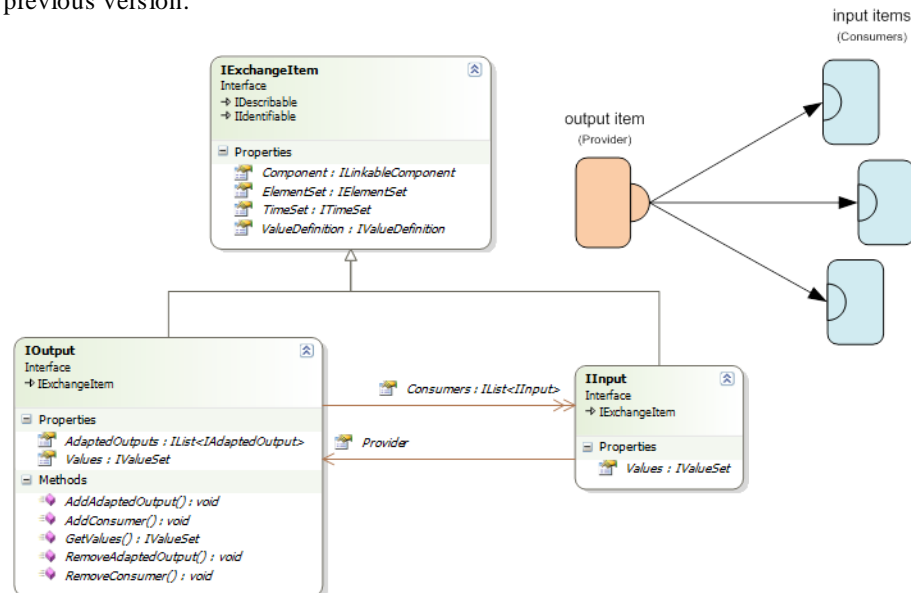 previous version.
input items
(Consumers)
output item
(Provider)
IExchangeItem
Interface
IDescribable
IIdentifiable
Properties
Component : ILinkableComponent
ElementSet : IElementSet
TimeSet : ITimeSet
ValueDefinition : IValueDefinition
IOutput
Interface
IExchangeItem
Properties
AdaptedOutputs : IList<IAdaptedOutput>
Values : IValueSet
Methods
AddAdaptedOutput() : void
AddConsumer() : void
GetValues() : IValueSet
RemoveAdaptedOutput() : void
RemoveConsumer() : void
Consumers : IList<IInput>
Provider
IInput
Interface
IExchangeItem
Properties
Values : IValueSet